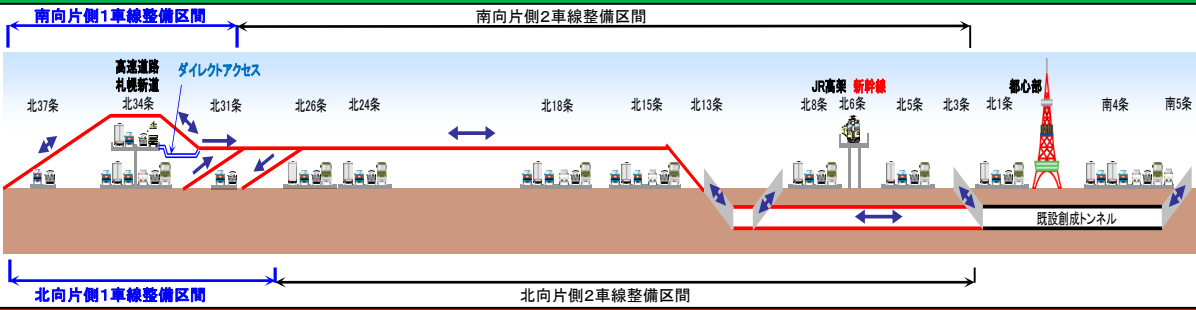 南向片側1車線整備区間
南向片側2車線整備区間
高速道路
札幌新道
ダイレクトアクセス
JR高架 新幹線
都心部
北37条
北34条
北31条
北26条
北24条
北18条
北15条
北13条
北8条
北6条
北5条
北3条
北1条
南4条
南5条
既設創成トンネル
北向片側1車線整備区間
北向片側2車線整備区間